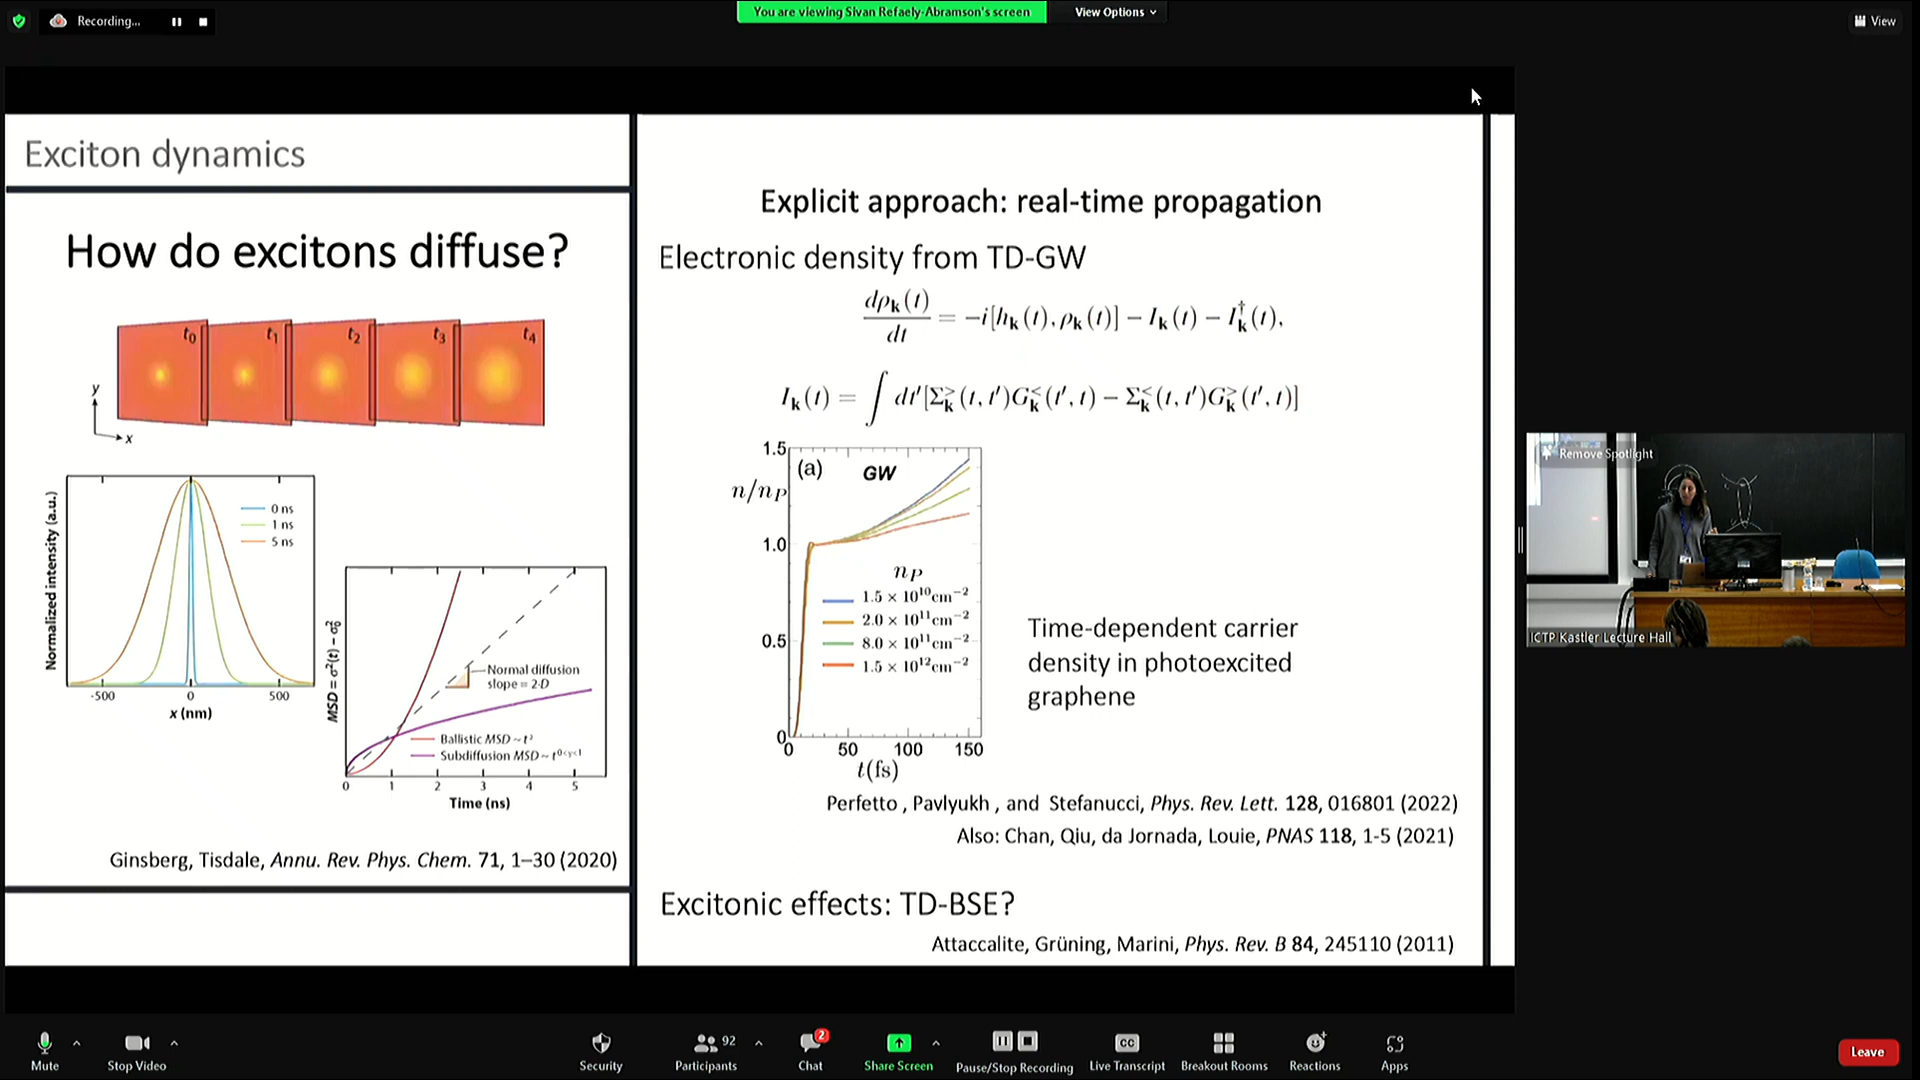 Recording...
You are viewing Sivan Refaely-Abramson's screen
View Options
View
Exciton dynamics
How do excitons diffuse?
t0 t1 t2 t3 t4
y
x
Normalized intensity (a.u.)
0 ns
1 ns
5 ns
-500 0 500
x (nm)
MSD = σ²(t) − σ₀²
Normal diffusion
slope = 2·D
Ballistic MSD ~ t²
Subdiffusion MSD ~ t^0<γ<1
0 1 2 3 4 5
Time (ns)
Ginsberg, Tisdale, Annu. Rev. Phys. Chem. 71, 1–30 (2020)
Explicit approach: real-time propagation
Electronic density from TD-GW
dρk(t)/dt = −i[hk(t), ρk(t)] − Ik(t) − I†k(t),
Ik(t) = ∫ dt′[Σ>k(t, t′)G<k(t′, t) − Σ<k(t, t′)G>k(t′, t)]
1.5
(a) GW
n/nP
1.0
nP
1.5 × 10¹⁰cm⁻²
2.0 × 10¹¹cm⁻²
0.5
8.0 × 10¹¹cm⁻²
1.5 × 10¹²cm⁻²
0
0 50 100 150
t(fs)
Time-dependent carrier
density in photoexcited
graphene
Perfetto , Pavlyukh , and Stefanucci, Phys. Rev. Lett. 128, 016801 (2022)
Also: Chan, Qiu, da Jornada, Louie, PNAS 118, 1-5 (2021)
Excitonic effects: TD-BSE?
Attaccalite, Grüning, Marini, Phys. Rev. B 84, 245110 (2011)
Remove Spotlight
ICTP Kastler Lecture Hall
Mute
Stop Video
Security
92
Participants
2
Chat
Share Screen
Pause/Stop Recording
CC
Live Transcript
Breakout Rooms
Reactions
Apps
Leave